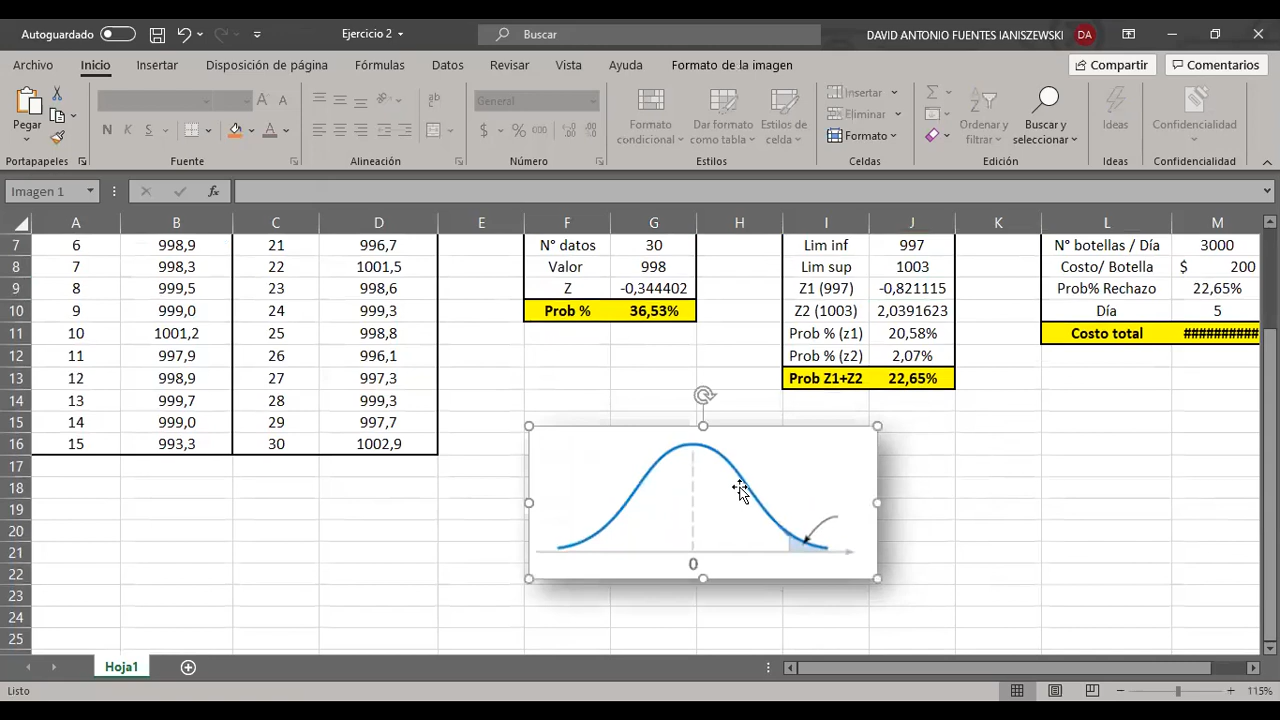 Autoguardado
Ejercicio 2
Buscar
DAVID ANTONIO FUENTES IANISZEWSKI
DA
Archivo Inicio Insertar Disposición de página Fórmulas Datos Revisar Vista Ayuda Formato de la imagen Compartir Comentarios
Pegar
N K S
General
$ % 000
Formato condicional
Dar formato como tabla
Estilos de celda
Insertar
Eliminar
Formato
Ordenar y filtrar
Buscar y seleccionar
Ideas
Confidencialidad
Portapapeles Fuente Alineación Número Estilos Celdas Edición Ideas Confidencialidad
Imagen 1 fx
A B C D E F G H I J K L M
7 6 998,9 21 996,7 N° datos 30 Lim inf 997 N° botellas / Día 3000
8 7 998,3 22 1001,5 Valor 998 Lim sup 1003 Costo/ Botella $ 200
9 8 999,5 23 998,6 Z -0,344402 Z1 (997) -0,821115 Prob% Rechazo 22,65%
10 9 999,0 24 999,3 Prob % 36,53% Z2 (1003) 2,0391623 Día 5
11 10 1001,2 25 998,8 Prob % (z1) 20,58% Costo total ##########
12 11 997,9 26 996,1 Prob % (z2) 2,07%
13 12 998,9 27 997,3 Prob Z1+Z2 22,65%
14 13 999,7 28 999,3
15 14 999,0 29 997,7
16 15 993,3 30 1002,9
17
18
19
20
21
22 0
23
24
25
Hoja1
Listo 115%